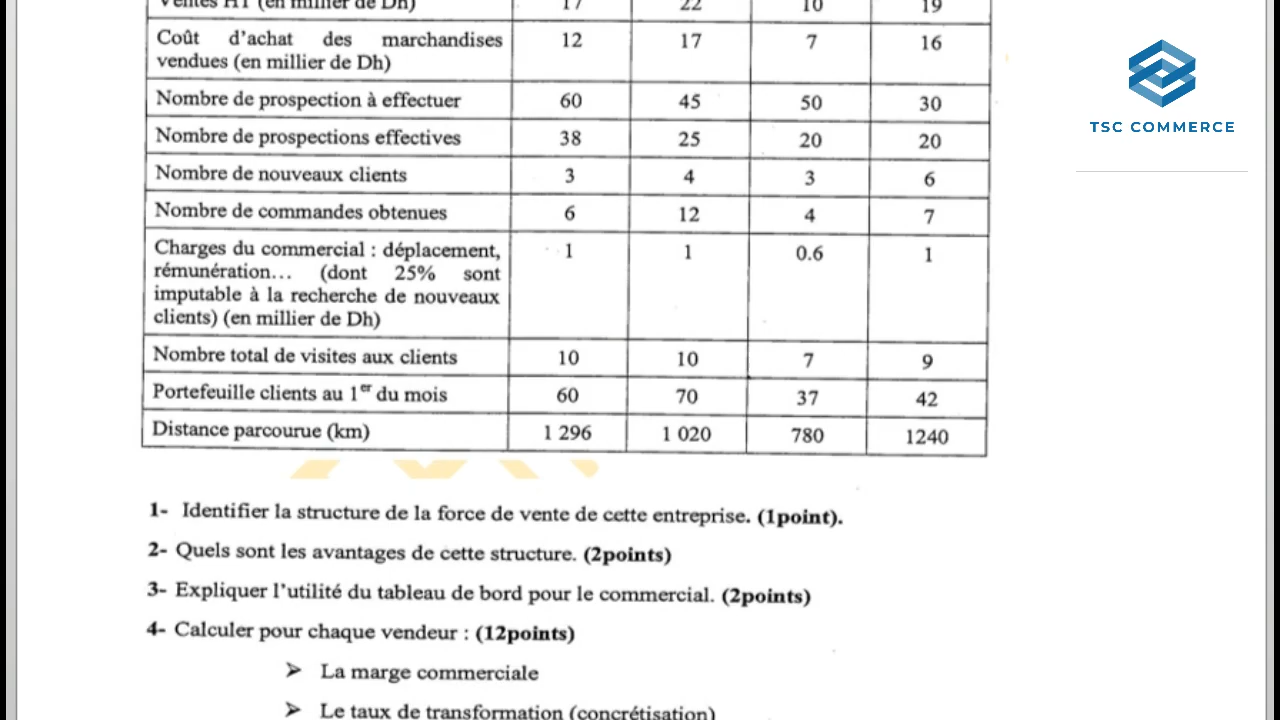 Ventes HT (en millier de Dh) 17 22 10 19
Coût d'achat des marchandises 12 17 7 16
vendues (en millier de Dh)
Nombre de prospection à effectuer 60 45 50 30
Nombre de prospections effectives 38 25 20 20
Nombre de nouveaux clients 3 4 3 6
Nombre de commandes obtenues 6 12 4 7
Charges du commercial : déplacement, 1 1 0.6 1
rémunération... (dont 25% sont
imputable à la recherche de nouveaux
clients) (en millier de Dh)
Nombre total de visites aux clients 10 10 7 9
Portefeuille clients au 1er du mois 60 70 37 42
Distance parcourue (km) 1 296 1 020 780 1240
1- Identifier la structure de la force de vente de cette entreprise. (1point).
2- Quels sont les avantages de cette structure. (2points)
3- Expliquer l'utilité du tableau de bord pour le commercial. (2points)
4- Calculer pour chaque vendeur : (12points)
➢ La marge commerciale
➢ Le taux de transformation (concrétisation)
TSC COMMERCE